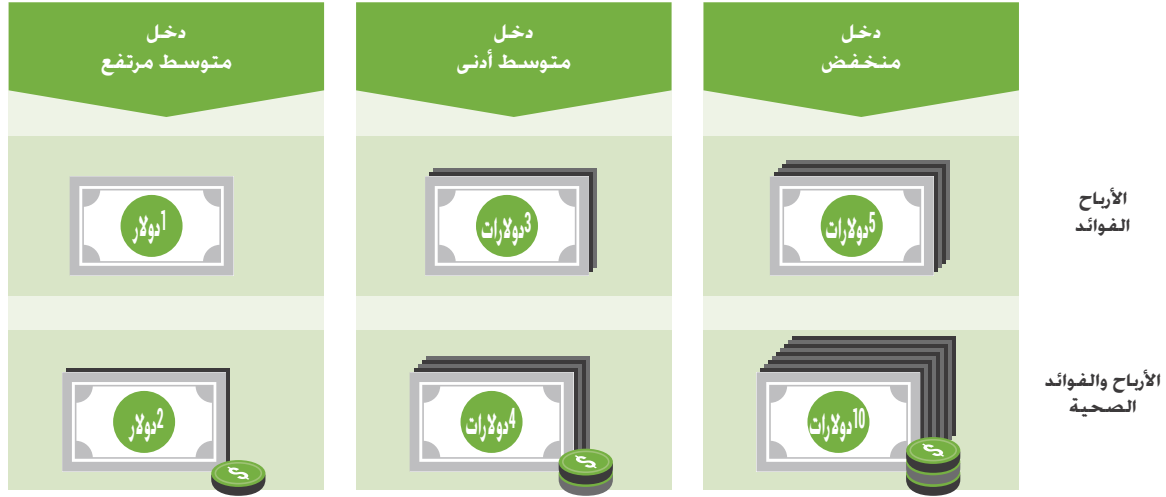 دخل
منخفض
دخل
متوسط أدنى
دخل
متوسط مرتفع
الأرباح
الفوائد
5دولارات
3دولارات
1دولار
الأرباح والفوائد
الصحية
10دولارات
4دولارات
2دولار
$
$
$